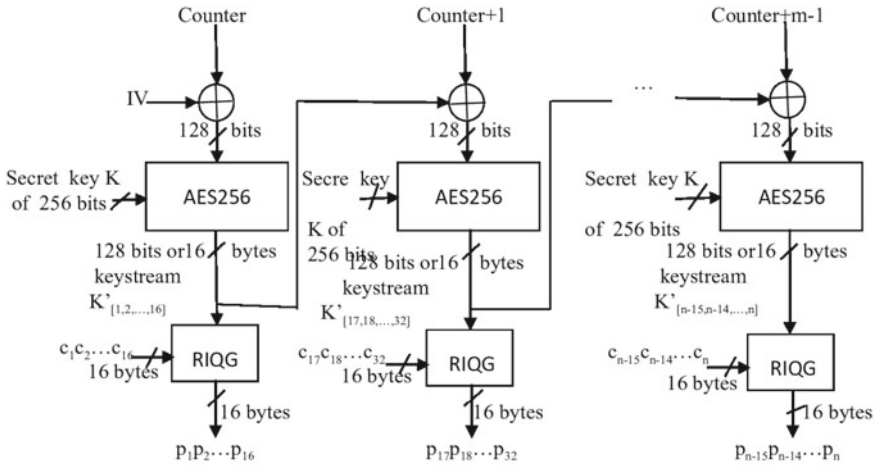 Counter
Counter+1
Counter+m-1
IV
...
128 bits
128 bits
128 bits
Secret key K
of 256 bits
AES256
Secre key
K of
256 bits
AES256
Secret key K
of 256 bits
AES256
128 bits or16 bytes
keystream
K'[1,2,...,16]
128 bits or16 bytes
keystream
K'[17,18,...,32]
128 bits or16 bytes
keystream
K'[n-15,n-14,...,n]
c1c2...c16
16 bytes
RIQG
c17c18...c32
16 bytes
RIQG
cn-15cn-14...cn
16 bytes
RIQG
16 bytes
16 bytes
16 bytes
p1p2...p16
p17p18...p32
pn-15pn-14...pn